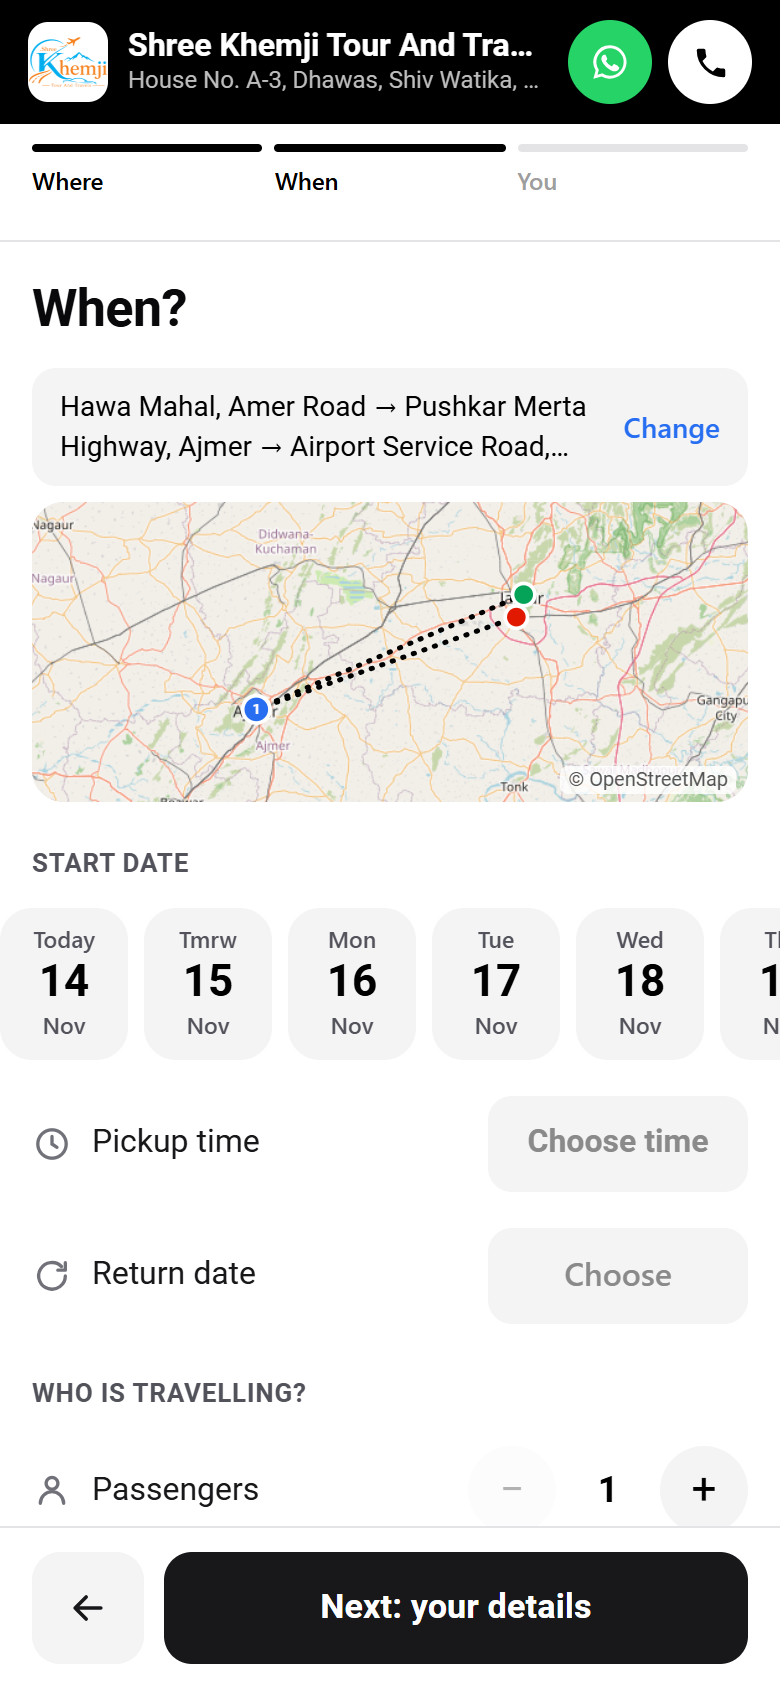 Shree Khemji Tour And Tra...
House No. A-3, Dhawas, Shiv Watika, ...
Where
When
You
When?
Hawa Mahal, Amer Road → Pushkar Merta
Highway, Ajmer → Airport Service Road,...
Change
Nagaur
Didwana-
Kuchaman
Nagaur
1
Ajmer
Gangapu
City
Tonk
© OpenStreetMap
START DATE
Today
14
Nov
Tmrw
15
Nov
Mon
16
Nov
Tue
17
Nov
Wed
18
Nov
Pickup time
Choose time
Return date
Choose
WHO IS TRAVELLING?
Passengers
−
1
+
Next: your details